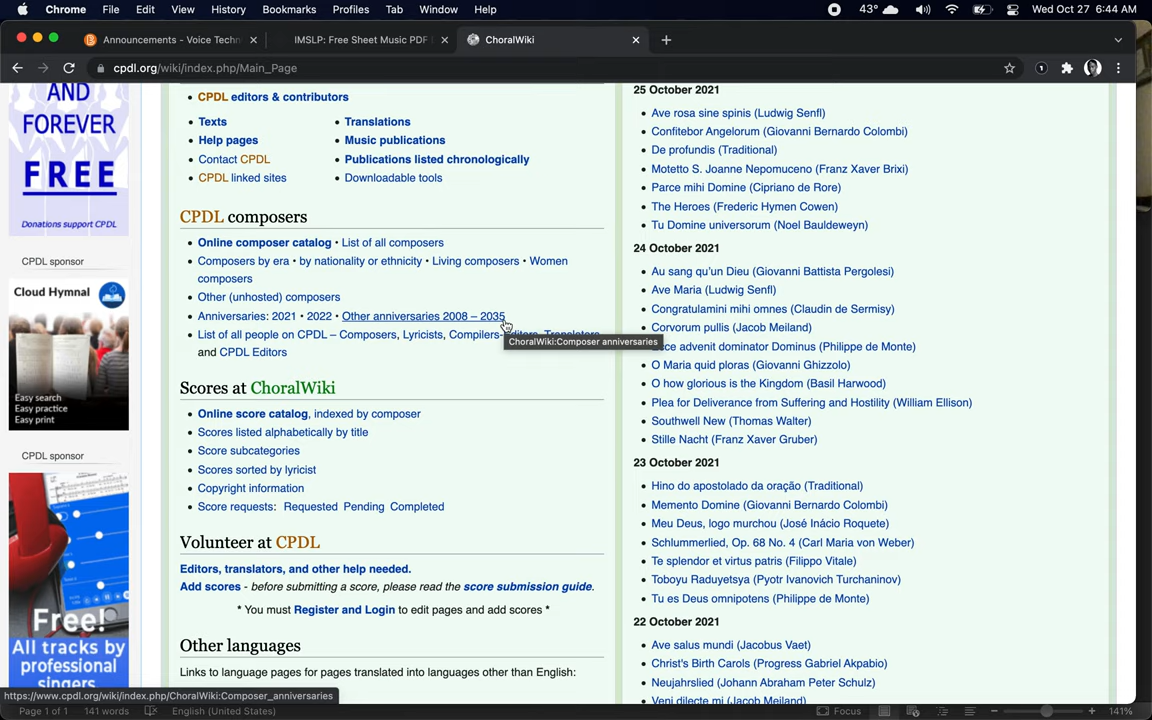 Chrome File Edit View History Bookmarks Profiles Tab Window Help 43° Wed Oct 27 6:44 AM
Announcements - Voice Techn IMSLP: Free Sheet Music PDF ChoralWiki
cpdl.org/wiki/index.php/Main_Page
AND
FOREVER
FREE
Donations support CPDL
CPDL sponsor
Cloud Hymnal
Easy search
Easy practice
Easy print
CPDL sponsor
Free!
All tracks by
professional
singers
CPDL editors & contributors
Texts
Help pages
Contact CPDL
CPDL linked sites
Translations
Music publications
Publications listed chronologically
Downloadable tools
CPDL composers
Online composer catalog • List of all composers
Composers by era • by nationality or ethnicity • Living composers • Women
composers
Other (unhosted) composers
Anniversaries: 2021 • 2022 • Other anniversaries 2008 – 2035
List of all people on CPDL – Composers, Lyricists, Compilers-Editors, Translators
and CPDL Editors
ChoralWiki:Composer anniversaries
Scores at ChoralWiki
Online score catalog, indexed by composer
Scores listed alphabetically by title
Score subcategories
Scores sorted by lyricist
Copyright information
Score requests: Requested Pending Completed
Volunteer at CPDL
Editors, translators, and other help needed.
Add scores - before submitting a score, please read the score submission guide.
* You must Register and Login to edit pages and add scores *
Other languages
Links to language pages for pages translated into languages other than English:
25 October 2021
Ave rosa sine spinis (Ludwig Senfl)
Confitebor Angelorum (Giovanni Bernardo Colombi)
De profundis (Traditional)
Motetto S. Joanne Nepomuceno (Franz Xaver Brixi)
Parce mihi Domine (Cipriano de Rore)
The Heroes (Frederic Hymen Cowen)
Tu Domine universorum (Noel Bauldeweyn)
24 October 2021
Au sang qu'un Dieu (Giovanni Battista Pergolesi)
Ave Maria (Ludwig Senfl)
Congratulamini mihi omnes (Claudin de Sermisy)
Corvorum pullis (Jacob Meiland)
Ecce advenit dominator Dominus (Philippe de Monte)
O Maria quid ploras (Giovanni Ghizzolo)
O how glorious is the Kingdom (Basil Harwood)
Plea for Deliverance from Suffering and Hostility (William Ellison)
Southwell New (Thomas Walter)
Stille Nacht (Franz Xaver Gruber)
23 October 2021
Hino do apostolado da oração (Traditional)
Memento Domine (Giovanni Bernardo Colombi)
Meu Deus, logo murchou (José Inácio Roquete)
Schlummerlied, Op. 68 No. 4 (Carl Maria von Weber)
Te splendor et virtus patris (Filippo Vitale)
Toboyu Raduyetsya (Pyotr Ivanovich Turchaninov)
Tu es Deus omnipotens (Philippe de Monte)
22 October 2021
Ave salus mundi (Jacobus Vaet)
Christ's Birth Carols (Progress Gabriel Akpabio)
Neujahrslied (Johann Abraham Peter Schulz)
Veni dilecte mi (Jacob Meiland)
https://www.cpdl.org/wiki/index.php/ChoralWiki:Composer_anniversaries
Page 1 of 1 141 words English (United States) Focus 141%